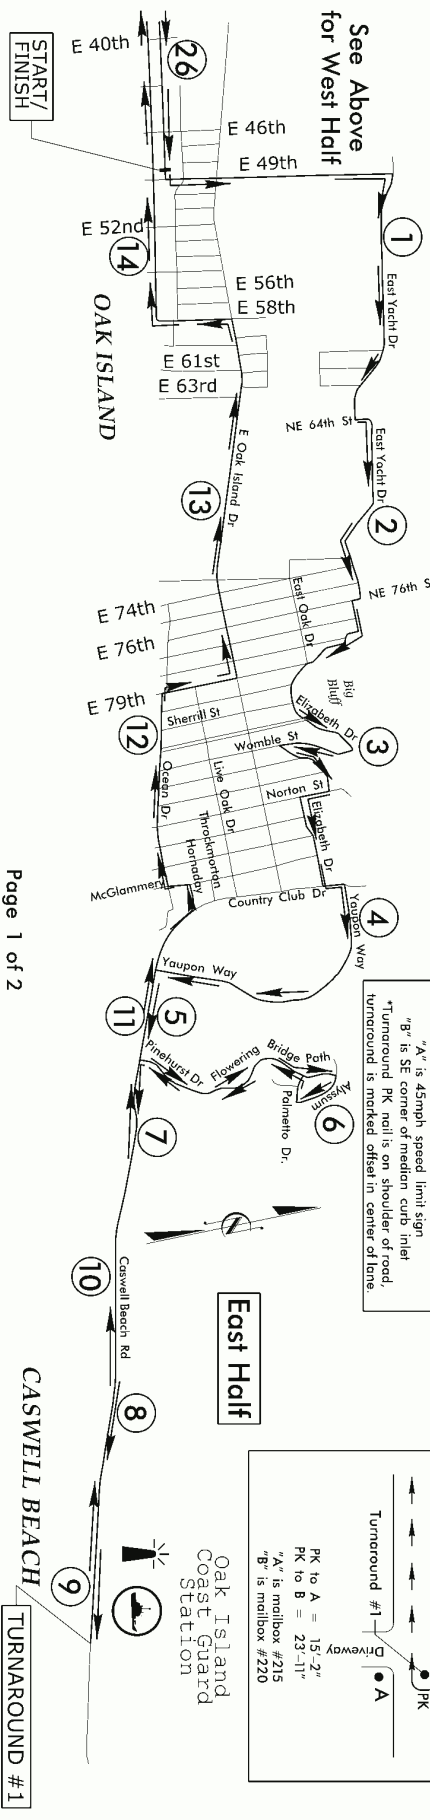 See Above
for West Half
E 40th
26
START/
FINISH
E 46th
E 49th
1
E 52nd
14
East Yacht Dr
E 56th
E 58th
OAK ISLAND
E 61st
E 63rd
NE 64th St
East Yacht Dr
E Oak Island Dr
13
2
NE 76th S
East Oak Dr
E 74th
E 76th
E 79th
Big
Bluff
Elizabeth Dr
3
Sherrill St
12
Womble St
Ocean Dr
Live Oak Dr
Norton St
Elizabeth Dr
Throckmorton
Hornaday
McGlammery
Country Club Dr
4
Yaupon Way
Page 1 of 2
Yaupon Way
5
11
Pinehurst Dr
Flowering
Bridge Path
Alyssum
Palmetto Dr.
6
7
"A" is 45mph speed limit sign
"B" is SE corner of median curb inlet
*Turnaround PK nail is on shoulder of road,
turnaround is marked offset in center of lane.
N
10
Caswell Beach Rd
East Half
8
CASWELL BEACH
9
TURNAROUND #1
Oak Island
Coast Guard
Station
Turnaround #1
PK
Driveway
A
PK to A = 15'-2"
PK to B = 23'-11"
"A" is mailbox #215
"B" is mailbox #220